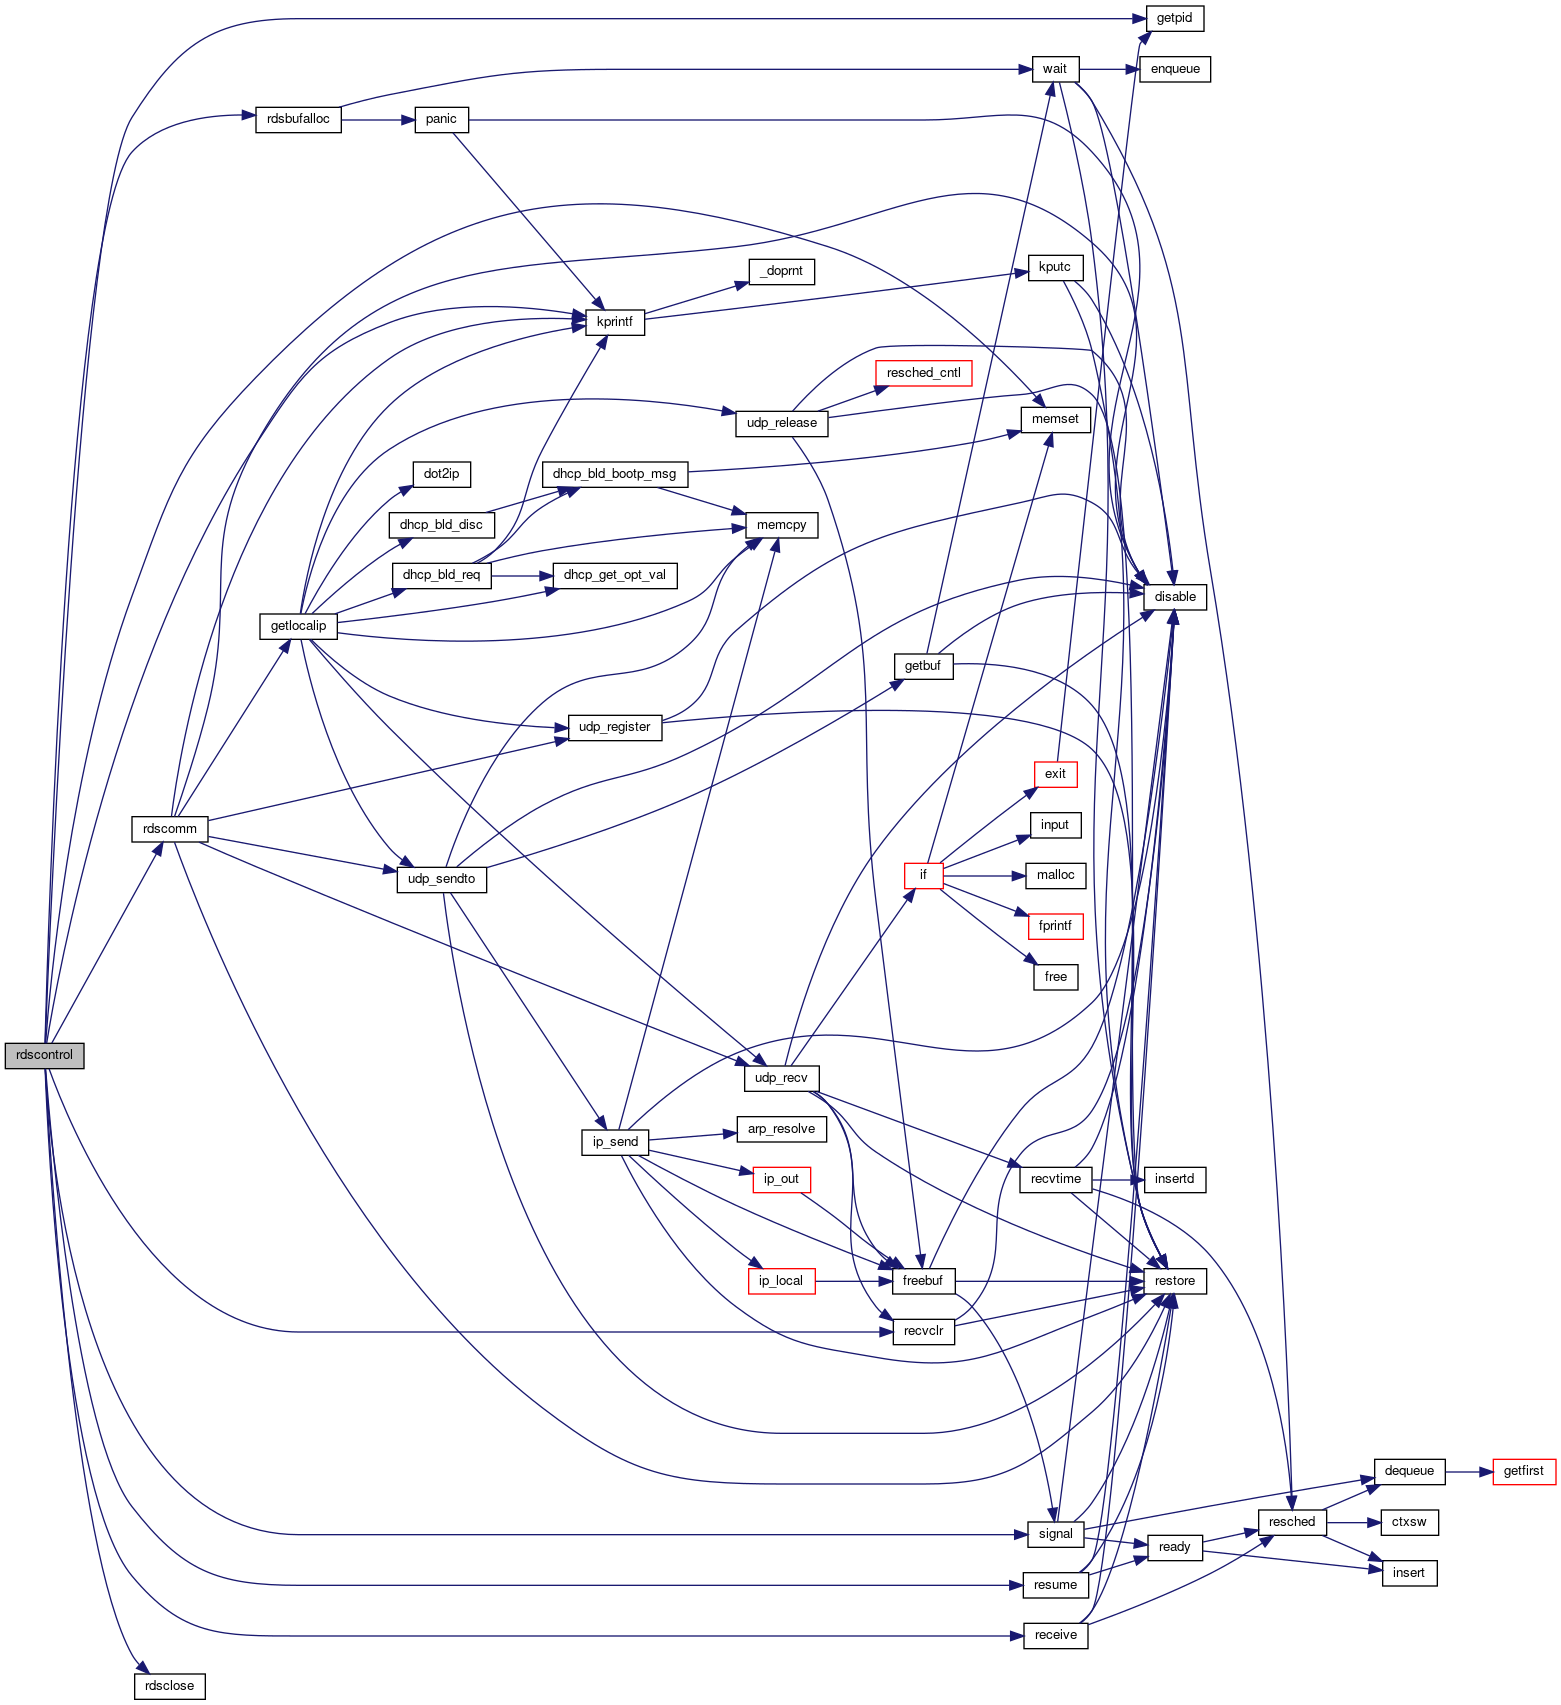 getpid
wait
enqueue
rdsbufalloc
panic
_doprnt
kputc
kprintf
resched_cntl
udp_release
memset
dot2ip
dhcp_bld_bootp_msg
dhcp_bld_disc
memcpy
dhcp_bld_req
dhcp_get_opt_val
disable
getlocalip
getbuf
udp_register
exit
input
rdscomm
udp_sendto
if
malloc
fprintf
free
rdscontrol
udp_recv
arp_resolve
ip_send
ip_out
recvtime
insertd
ip_local
freebuf
restore
recvclr
dequeue
getfirst
resched
ctxsw
signal
ready
insert
resume
receive
rdsclose